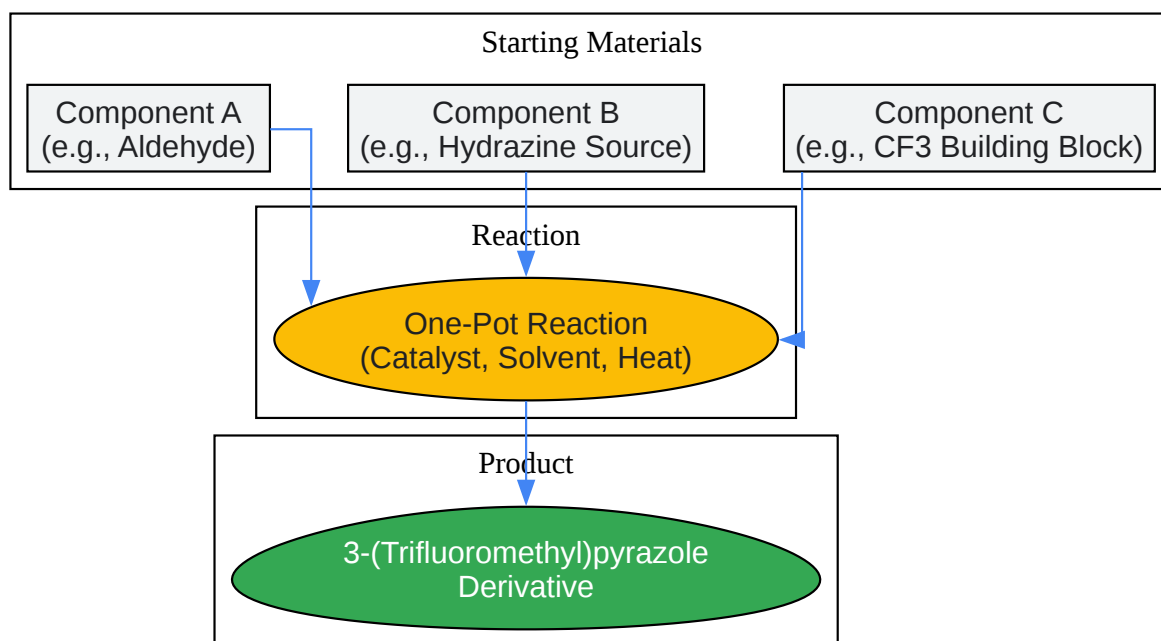 Starting Materials
Component A
(e.g., Aldehyde)
Component B
(e.g., Hydrazine Source)
Component C
(e.g., CF3 Building Block)
Reaction
One-Pot Reaction
(Catalyst, Solvent, Heat)
Product
3-(Trifluoromethyl)pyrazole
Derivative